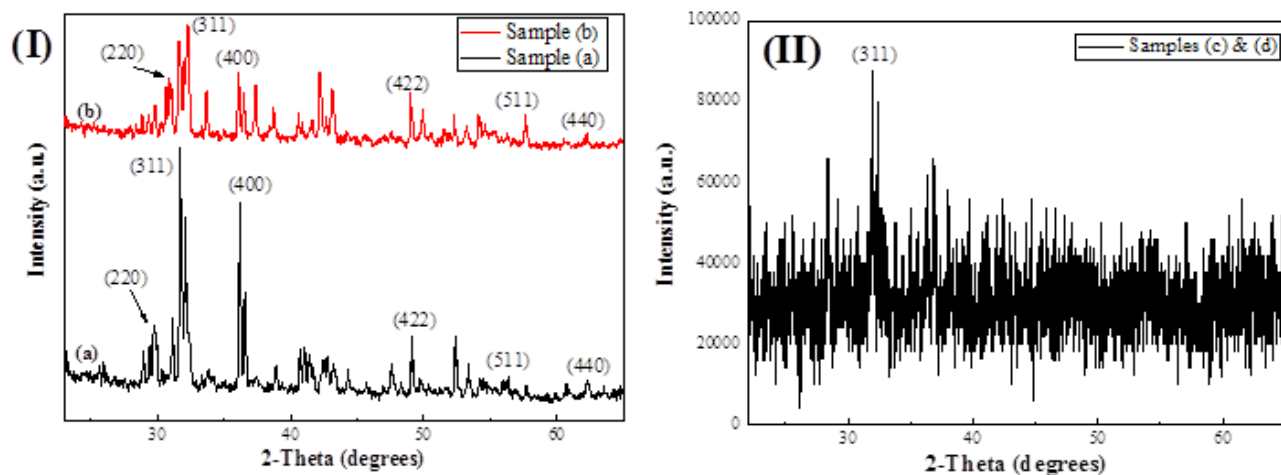 (I)
Sample (b)
Sample (a)
(311)
(220)
(400)
(422)
(511)
(440)
(b)
(311)
(400)
(220)
(422)
(511)
(440)
(a)
Intensity (a.u.)
30
40
50
60
2-Theta (degrees)
(II)
Samples (c) & (d)
(311)
100000
80000
60000
40000
20000
0
Intensity (a.u.)
30
40
50
60
2-Theta (degrees)